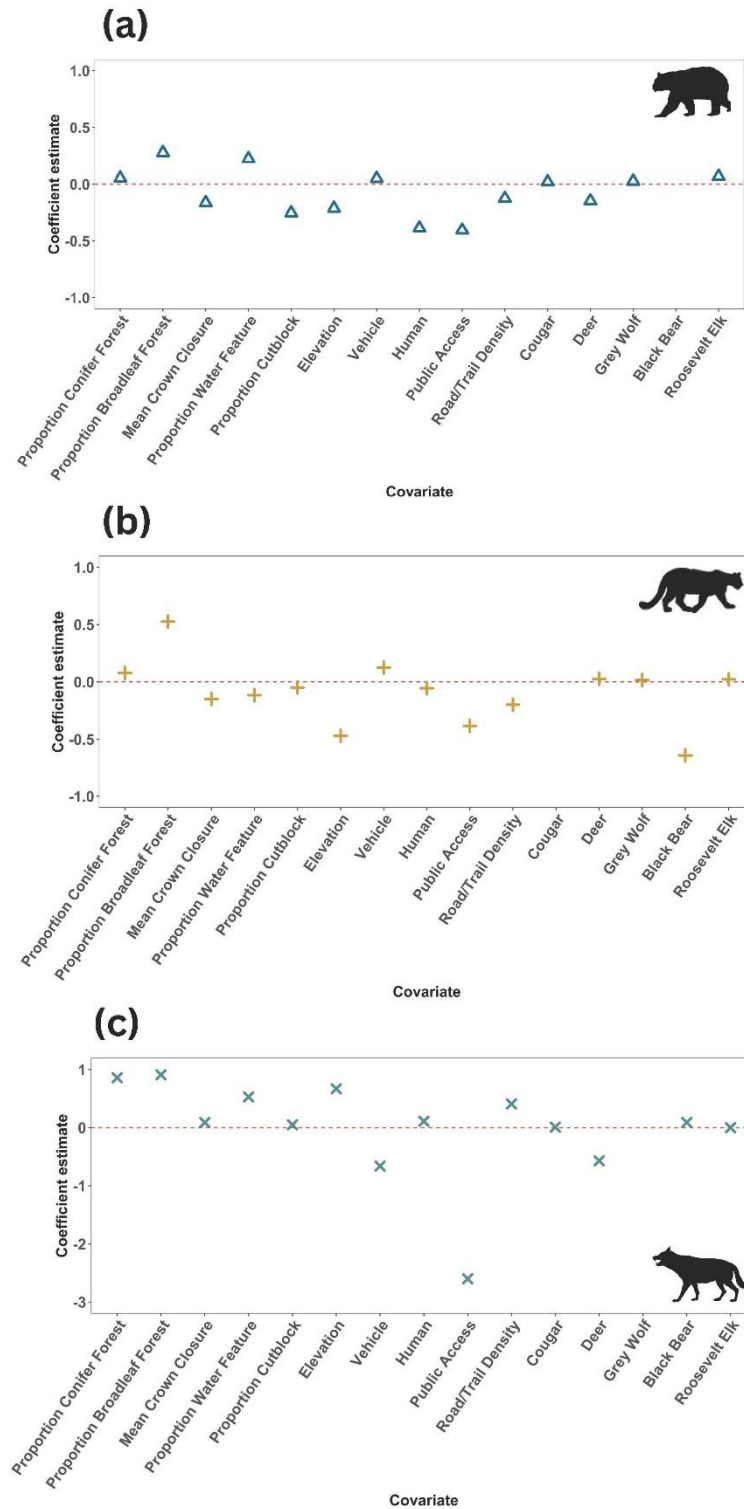 (a)
Coefficient estimate
1.0
0.5
0.0
-0.5
-1.0
Proportion Conifer Forest
Proportion Broadleaf Forest
Mean Crown Closure
Proportion Water Feature
Proportion Cutblock
Elevation
Vehicle
Human
Public Access
Road/Trail Density
Cougar
Deer
Grey Wolf
Black Bear
Roosevelt Elk
Covariate
(b)
Coefficient estimate
1.0
0.5
0.0
-0.5
-1.0
Proportion Conifer Forest
Proportion Broadleaf Forest
Mean Crown Closure
Proportion Water Feature
Proportion Cutblock
Elevation
Vehicle
Human
Public Access
Road/Trail Density
Cougar
Deer
Grey Wolf
Black Bear
Roosevelt Elk
Covariate
(c)
Coefficient estimate
1
0
-1
-2
-3
Proportion Conifer Forest
Proportion Broadleaf Forest
Mean Crown Closure
Proportion Water Feature
Proportion Cutblock
Elevation
Vehicle
Human
Public Access
Road/Trail Density
Cougar
Deer
Grey Wolf
Black Bear
Roosevelt Elk
Covariate